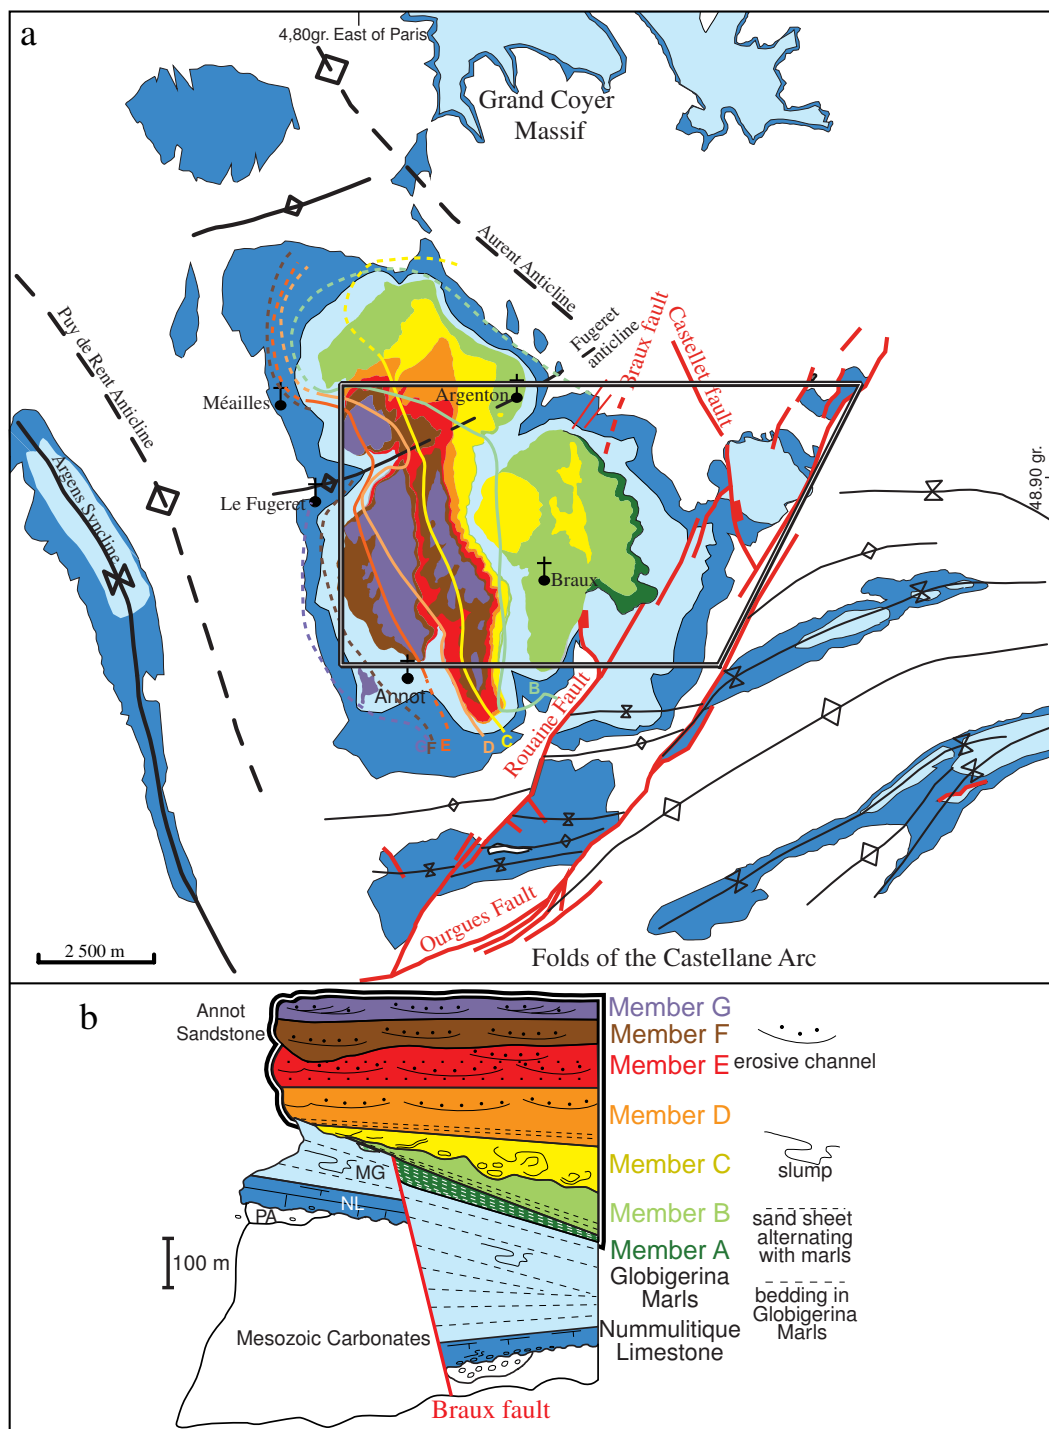 a
4,80gr. East of Paris
Grand Coyer
Massif
Aurent Anticline
Fugeret
anticline
Braux fault
Castellet fault
Puy de Rent Anticline
Méailles
Argenton
48.90 gr.
Argens Syncline
Le Fugeret
Braux
Annot
B
C
D
E
F
G
Rouaine Fault
Ourgues Fault
2 500 m
Folds of the Castellane Arc
b
Annot
Sandstone
Member G
Member F
Member E
erosive channel
Member D
Member C
slump
MG
NL
PA
Member B
sand sheet
alternating
with marls
Member A
100 m
Globigerina
Marls
bedding in
Globigerina
Marls
Mesozoic Carbonates
Nummulitique
Limestone
Braux fault